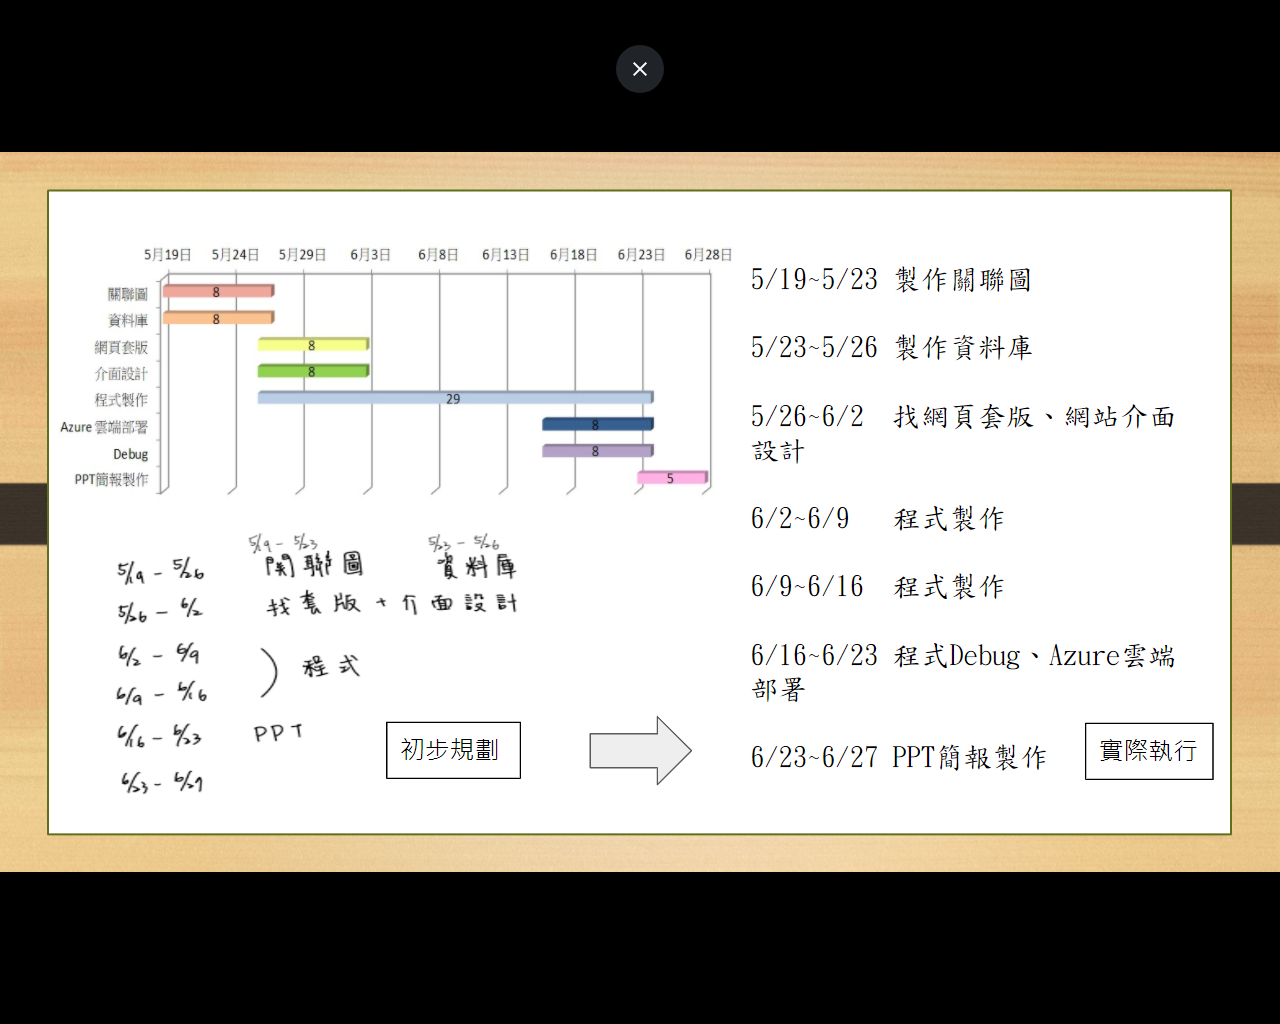 5月19日 5月24日 5月29日 6月3日 6月8日 6月13日 6月18日 6月23日 6月28日
關聯圖 8
資料庫 8
網頁套版 8
介面設計 8
程式製作 29
Azure 雲端部署 8
Debug 8
PPT簡報製作 5
5/19 - 5/23 5/23 - 5/26
5/19 - 5/26 関聯圖 資料庫
5/26 - 6/2 找套版+介面設計
6/2 - 6/9
程式
6/9 - 6/16
6/16 - 6/23 PPT
6/23 - 6/27
初步規劃
5/19~5/23 製作關聯圖
5/23~5/26 製作資料庫
5/26~6/2 找網頁套版、網站介面
設計
6/2~6/9 程式製作
6/9~6/16 程式製作
6/16~6/23 程式Debug、Azure雲端
部署
6/23~6/27 PPT簡報製作
實際執行